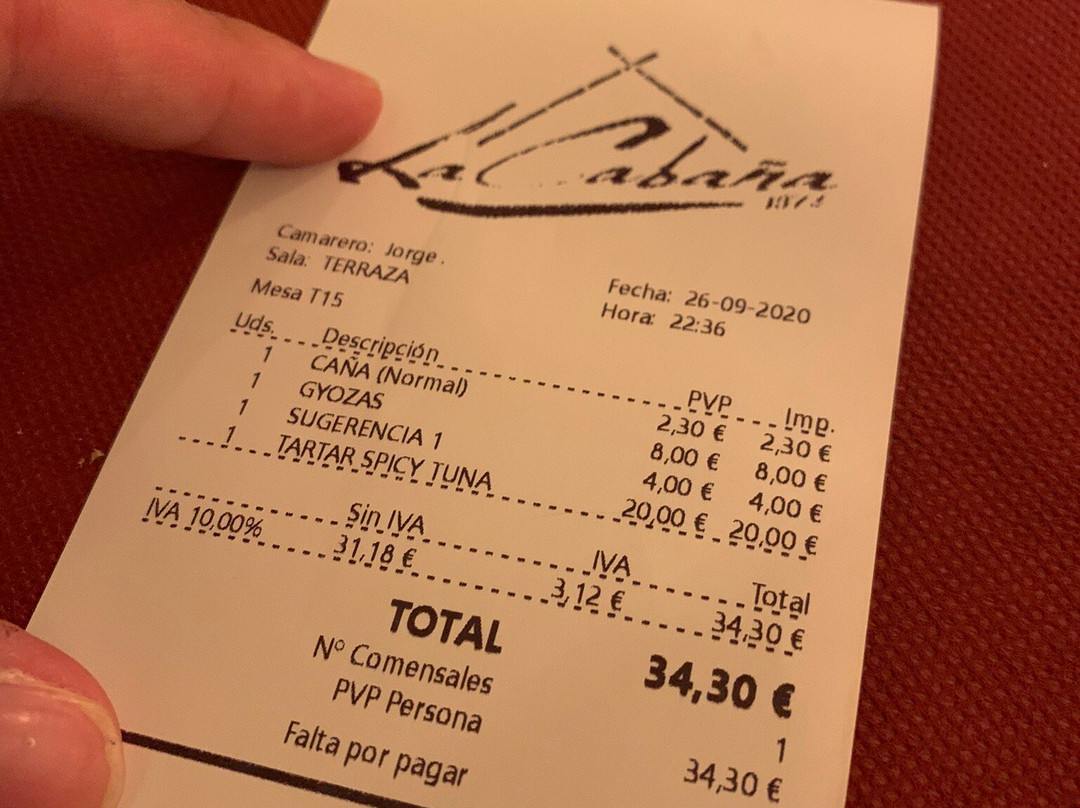 La Cabaña
Camarero: Jorge.
Sala: TERRAZA
Mesa T15
Fecha: 26-09-2020
Hora: 22:36
Uds. Descripción PVP Imp.
1 CAÑA (Normal) 2,30 € 2,30 €
1 GYOZAS 8,00 € 8,00 €
1 SUGERENCIA 1 4,00 € 4,00 €
1 TARTAR SPICY TUNA 20,00 € 20,00 €
Sin IVA IVA Total
IVA 10,00% 31,18 € 3,12 € 34,30 €
TOTAL 34,30 €
Nº Comensales 1
PVP Persona 34,30 €
Falta por pagar